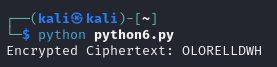 ┌──(kali㉿kali)-[~]
└─$ python python6.py
Encrypted Ciphertext: OLORELLDWH